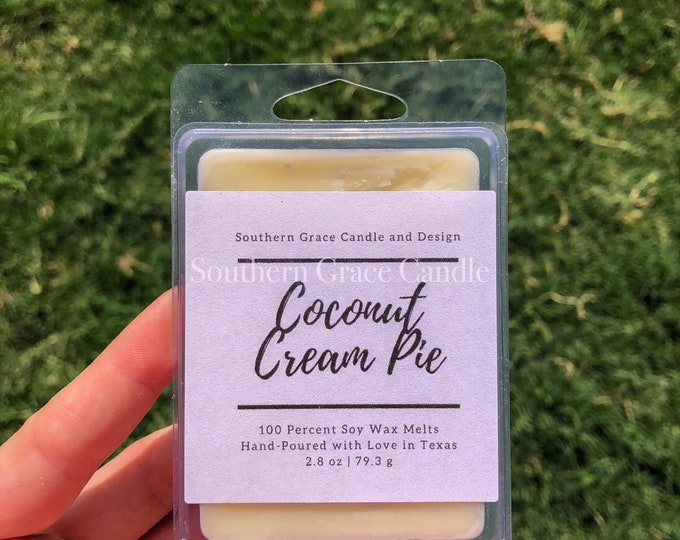 Southern Grace Candle and Design
Southern Grace Candle
Coconut
Cream Pie
100 Percent Soy Wax Melts
Hand-Poured with Love in Texas
2.8 oz | 79.3 g